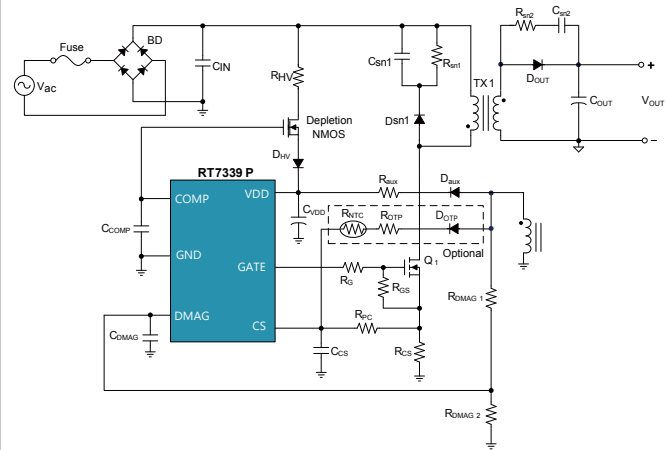 Fuse
BD
Vac
CIN
RHV
Depletion
NMOS
DHV
Csn1
Rsn1
Dsn1
TX1
Rsn2
Csn2
DOUT
COUT
VOUT
+
−
RT7339 P
COMP
VDD
GND
GATE
DMAG
CS
CCOMP
CDMAG
CVDD
Raux
Daux
RNTC
ROTP
DOTP
Optional
Q1
RG
RGS
RPC
CCS
RCS
RDMAG 1
RDMAG 2